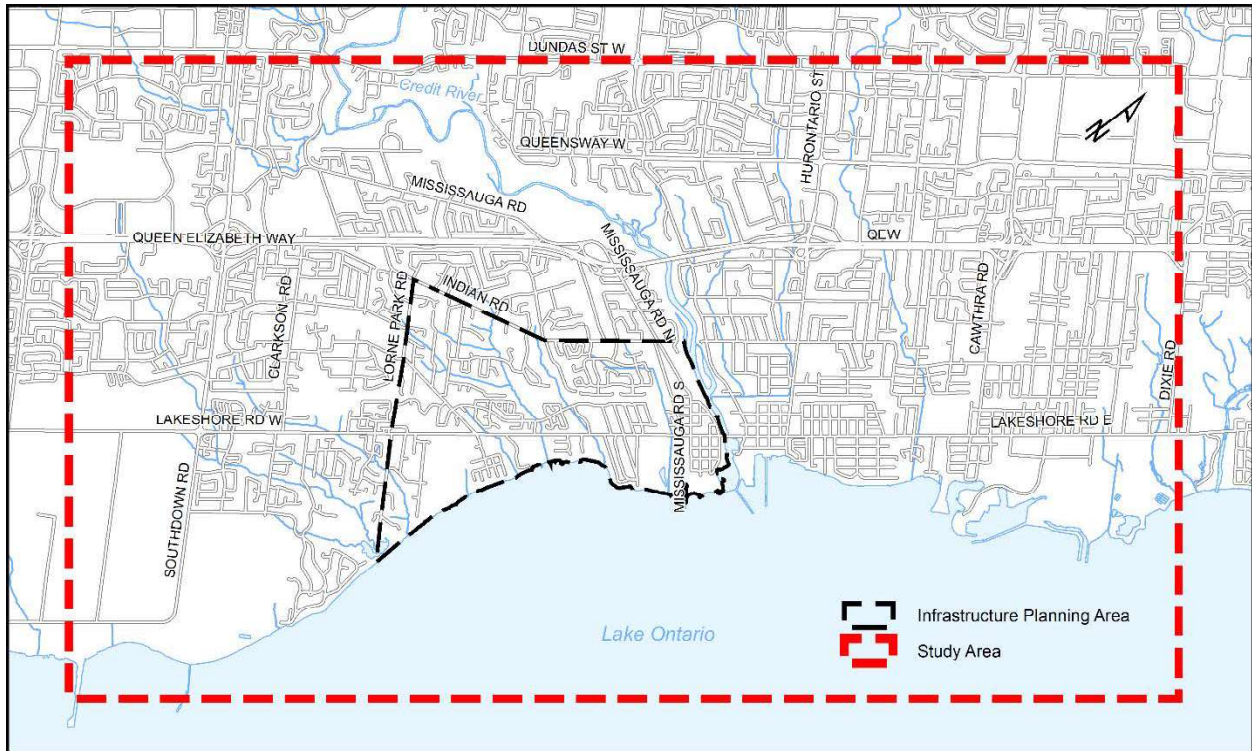 DUNDAS ST W
Credit River
HURONTARIO ST
N
QUEENSWAY W
MISSISSAUGA RD
QUEEN ELIZABETH WAY
MISSISSAUGA RD N
QEW
INDIAN RD
LORNE PARK RD
CLARKSON RD
CAWTHRA RD
DIXIE RD
LAKESHORE RD W
MISSISSAUGA RD S
LAKESHORE RD E
SOUTHDOWN RD
Infrastructure Planning Area
Lake Ontario
Study Area